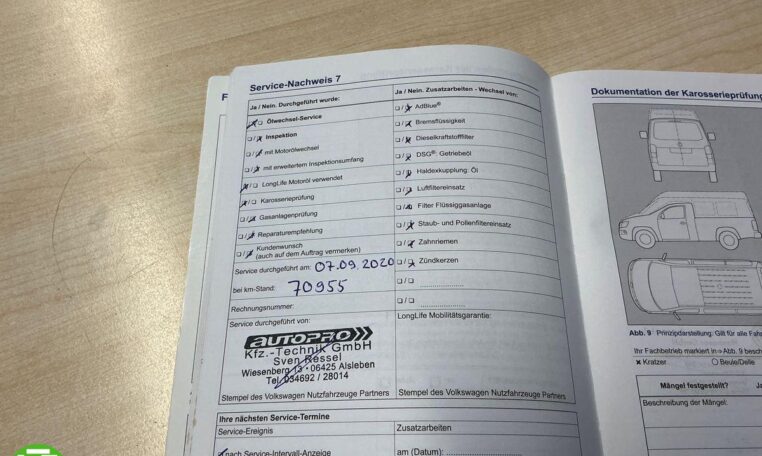 Service-Nachweis 7
Ja / Nein. Durchgeführt wurde:
Ölwechsel-Service
Inspektion
mit Motorölwechsel
mit erweitertem Inspektionsumfang
LongLife Motoröl verwendet
Karosserieprüfung
Gasanlagenprüfung
Reparaturempfehlung
Kundenwunsch
(auch auf dem Auftrag vermerken)
Service durchgeführt am: 07.09.2020
bei km-Stand: 70955
Rechnungsnummer:
Service durchgeführt von:
AUTOPRO
Kfz.-Technik GmbH
Sven Ressel
Wiesenberg 13 · 06425 Alsleben
Tel. 034692 / 28014
Stempel des Volkswagen Nutzfahrzeuge Partners
Ja / Nein. Zusatzarbeiten - Wechsel von:
AdBlue®
Bremsflüssigkeit
Dieselkraftstofffilter
DSG®: Getriebeöl
Haldexkupplung: Öl
Luftfiltereinsatz
Filter Flüssiggasanlage
Staub- und Pollenfiltereinsatz
Zahnriemen
Zündkerzen
LongLife Mobilitätsgarantie:
Stempel des Volkswagen Nutzfahrzeuge Partners
Ihre nächsten Service-Termine
Service-Ereignis
Zusatzarbeiten
nach Service-Intervall-Anzeige
am (Datum):
Dokumentation der Karosserieprüfung
Abb. 9 Prinzipdarstellung: Gilt für alle Fah
Ihr Fachbetrieb markiert in » Abb. 9 besch
Kratzer
Beule/Delle
Mängel festgestellt? Ja
Beschreibung der Mängel: